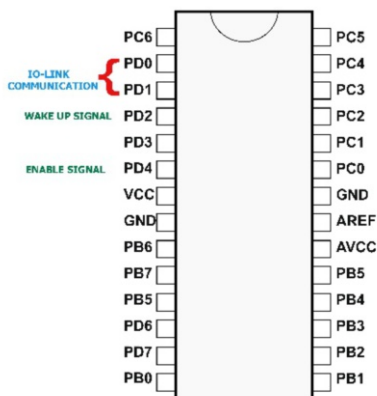 PC6 PC5
PD0 PC4
IO-LINK
COMMUNICATION
PD1 PC3
WAKE UP SIGNAL PD2 PC2
PD3 PC1
ENABLE SIGNAL PD4 PC0
VCC GND
GND AREF
PB6 AVCC
PB7 PB5
PB5 PB4
PD6 PB3
PD7 PB2
PB0 PB1